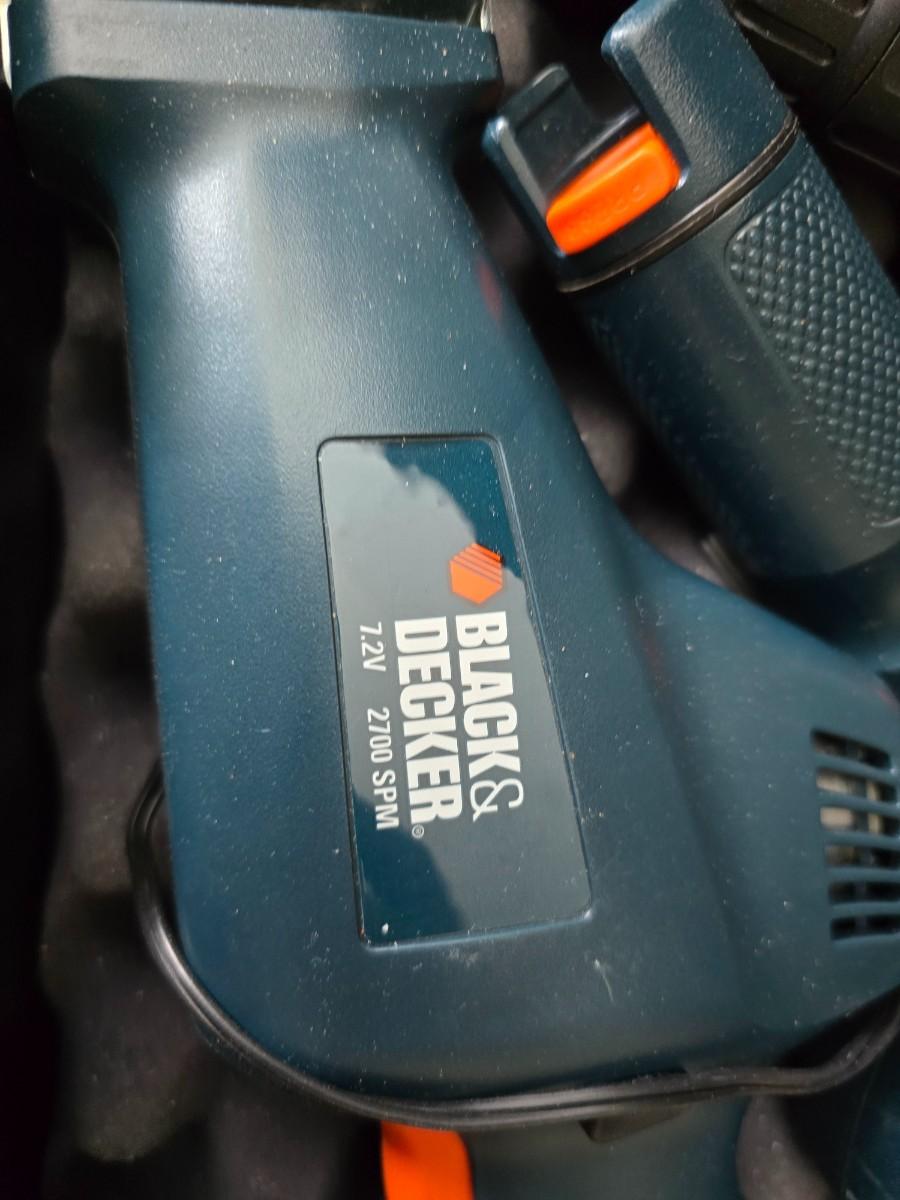 BLACK&
DECKER®
7.2V 2700 SPM